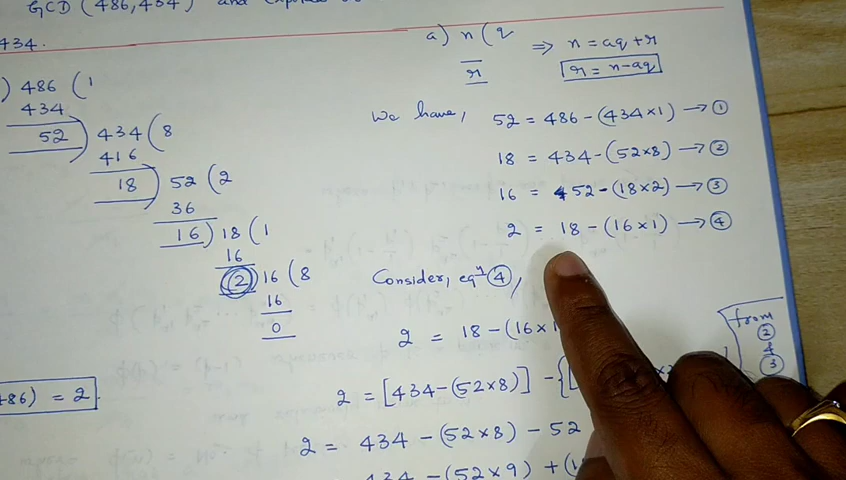 GCD (486,434) and
434.
) 486 ( 1
434
52 ) 434 ( 8
416
18 ) 52 ( 2
36
16 ) 18 ( 1
16
2 ) 16 ( 8
16
0
486) = 2
a) n ( q ⇒ n = aq + r
r
r = n - aq
We have, 52 = 486 - (434 × 1) → ①
18 = 434 - (52 × 8) → ②
16 = 52 - (18 × 2) → ③
2 = 18 - (16 × 1) → ④
Consider, eqⁿ ④,
2 = 18 - (16 × 1
from
②
&
③
2 = [434 - (52 × 8)] - {[
2 = 434 - (52 × 8) - 52
434 - (52 × 9) + (1